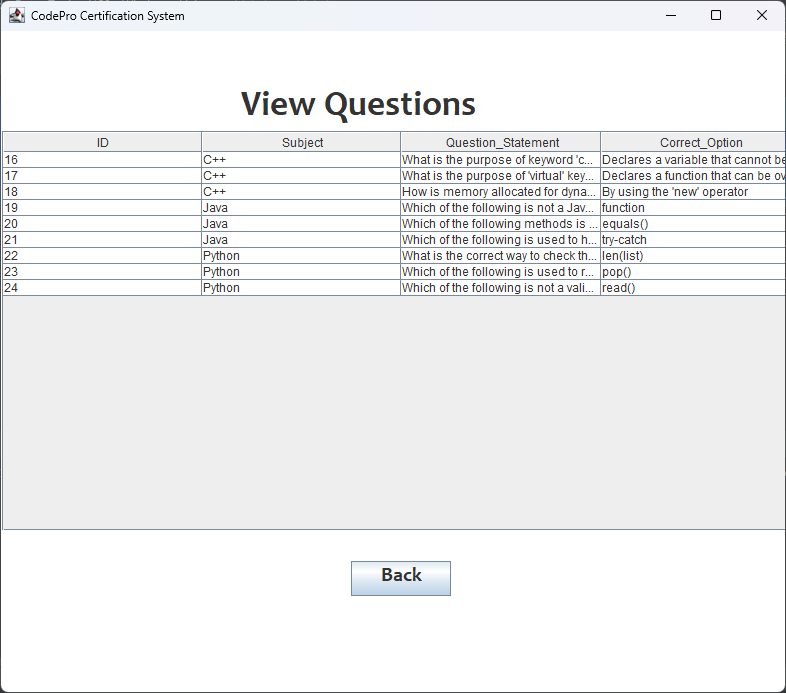 CodePro Certification System
View Questions
ID Subject Question_Statement Correct_Option
16 C++ What is the purpose of keyword 'c... Declares a variable that cannot be
17 C++ What is the purpose of 'virtual' key... Declares a function that can be ov
18 C++ How is memory allocated for dyna... By using the 'new' operator
19 Java Which of the following is not a Jav... function
20 Java Which of the following methods is ... equals()
21 Java Which of the following is used to h... try-catch
22 Python What is the correct way to check th... len(list)
23 Python Which of the following is used to r... pop()
24 Python Which of the following is not a vali... read()
Back